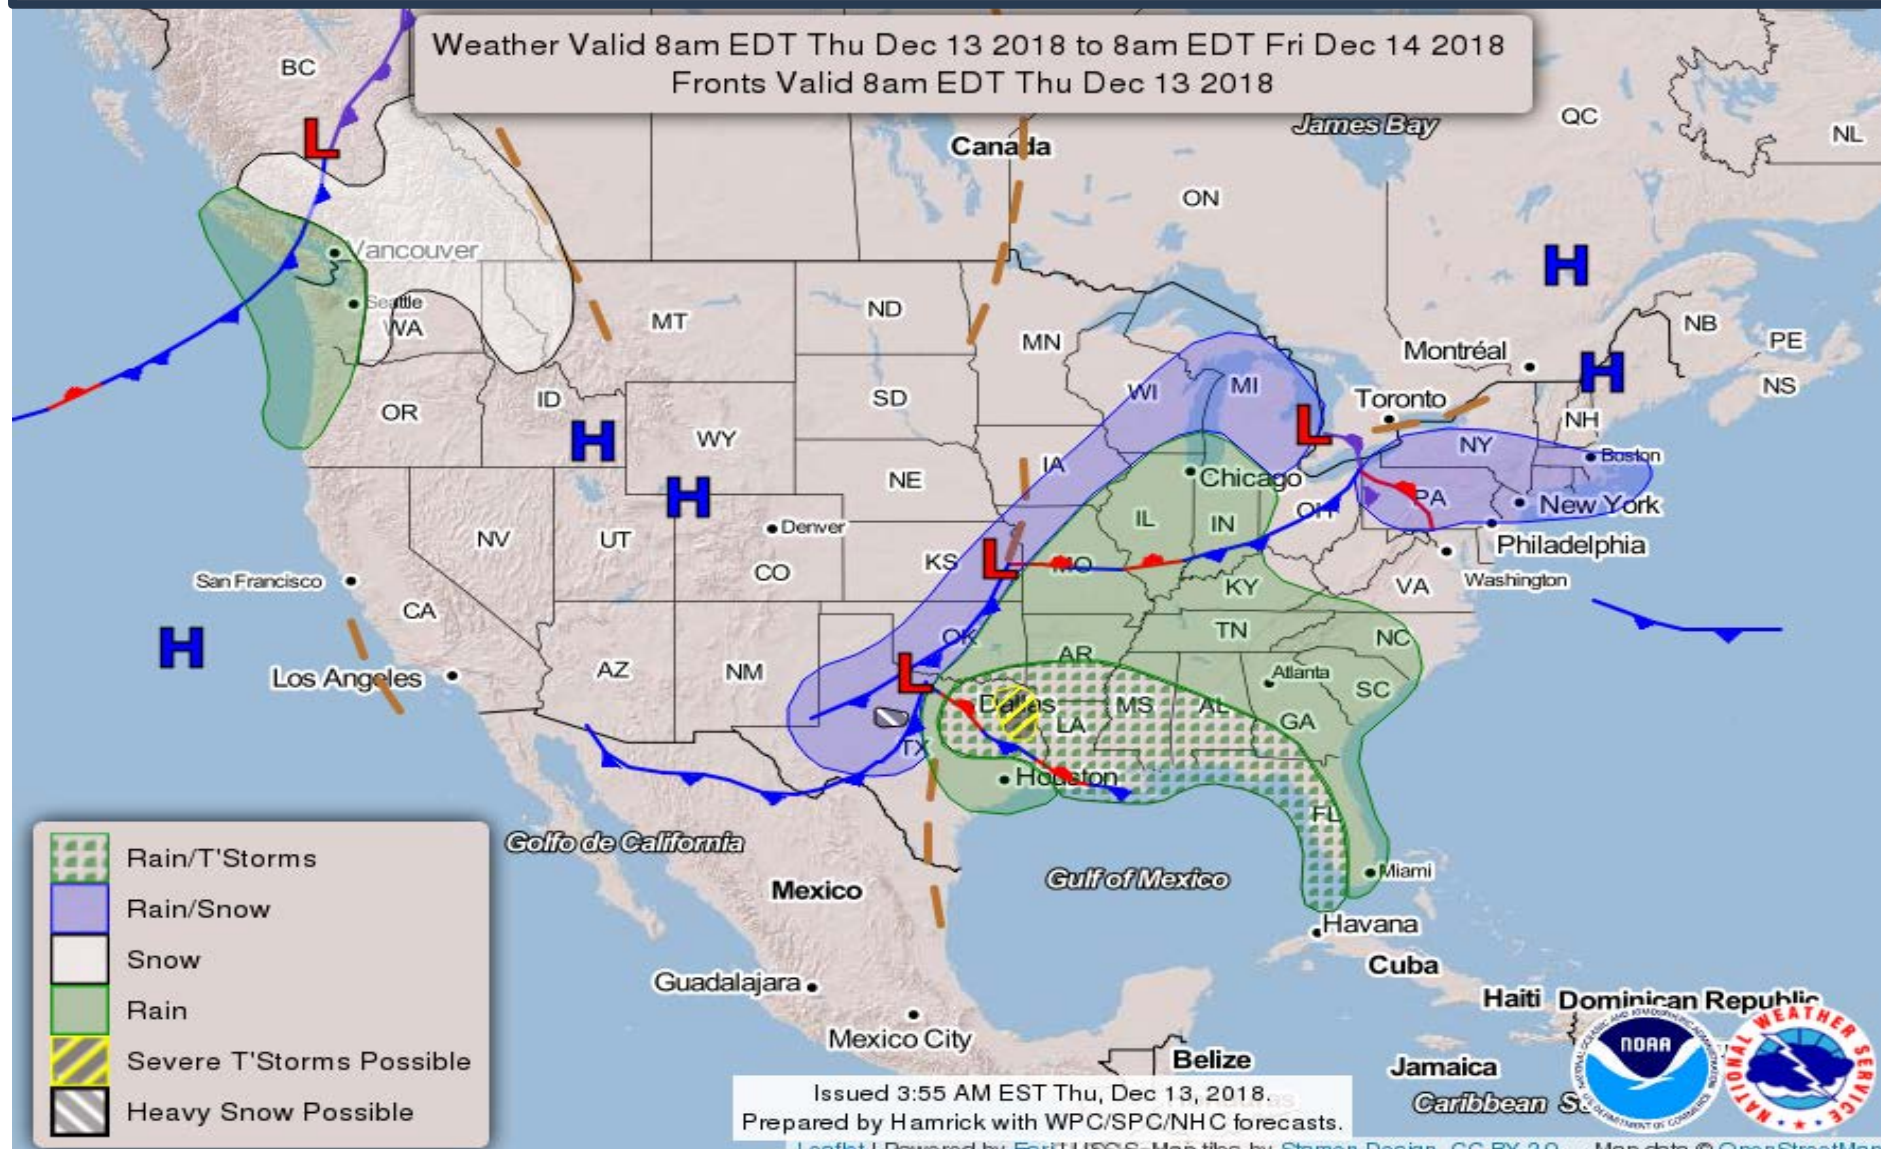 Weather Valid 8am EDT Thu Dec 13 2018 to 8am EDT Fri Dec 14 2018
Fronts Valid 8am EDT Thu Dec 13 2018
BC
L
Canada
James Bay
QC
NL
ON
Vancouver
H
Seattle
WA
MT
ND
MN
Montréal
NB
PE
OR
ID
H
WY
SD
WI
MI
L
Toronto
H
NH
NS
NY
Boston
H
NE
IA
Chicago
PA
New York
NV
UT
Denver
IL
IN
OH
Philadelphia
San Francisco
CA
CO
KS
L
MO
KY
VA
Washington
H
Los Angeles
AZ
NM
OK
L
AR
TN
NC
Atlanta
SC
Dallas
LA
MS
AL
GA
TX
Houston
FL
Golfo de California
Mexico
Gulf of Mexico
Miami
Havana
Cuba
Guadalajara
Mexico City
Haiti
Dominican Republic
Belize
Jamaica
Caribbean
Rain/T'Storms
Rain/Snow
Snow
Rain
Severe T'Storms Possible
Heavy Snow Possible
Issued 3:55 AM EST Thu, Dec 13, 2018.
Prepared by Hamrick with WPC/SPC/NHC forecasts.
NOAA
NATIONAL WEATHER SERVICE